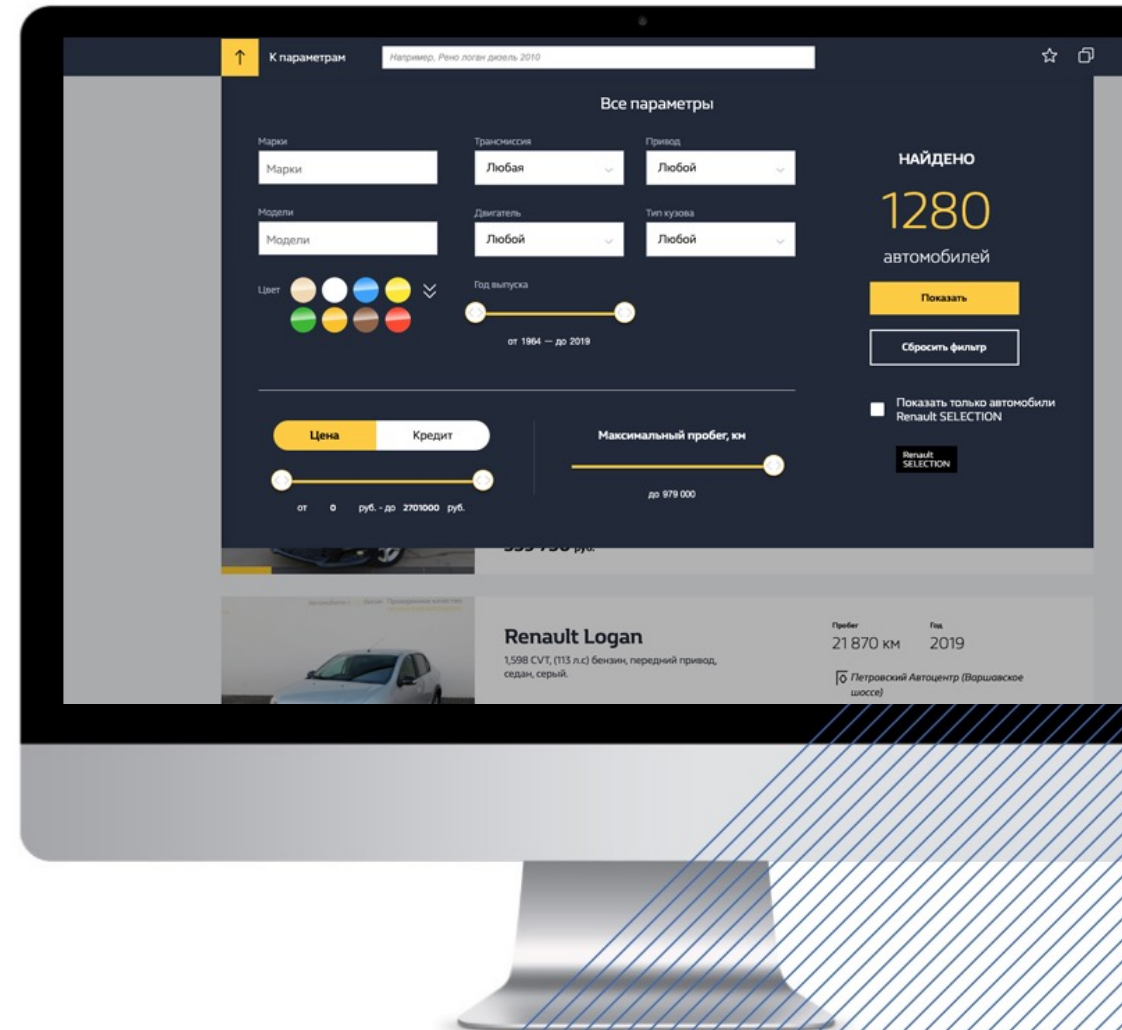 К параметрам
Например, Рено логан дизель 2010
Все параметры
Марки
Марки
Трансмиссия
Любая
Привод
Любой
Модели
Модели
Двигатель
Любой
Тип кузова
Любой
Цвет
Год выпуска
от 1964 — до 2019
НАЙДЕНО
1280
автомобилей
Показать
Сбросить фильтр
Показать только автомобили
Renault SELECTION
Renault
SELECTION
Цена
Кредит
от 0 руб. - до 2701000 руб.
Максимальный пробег, км
до 979 000
руб.
Renault Logan
1,598 CVT, (113 л.с) бензин, передний привод,
седан, серый.
Пробег
21 870 км
Год
2019
Петровский Автоцентр (Варшавское
шоссе)